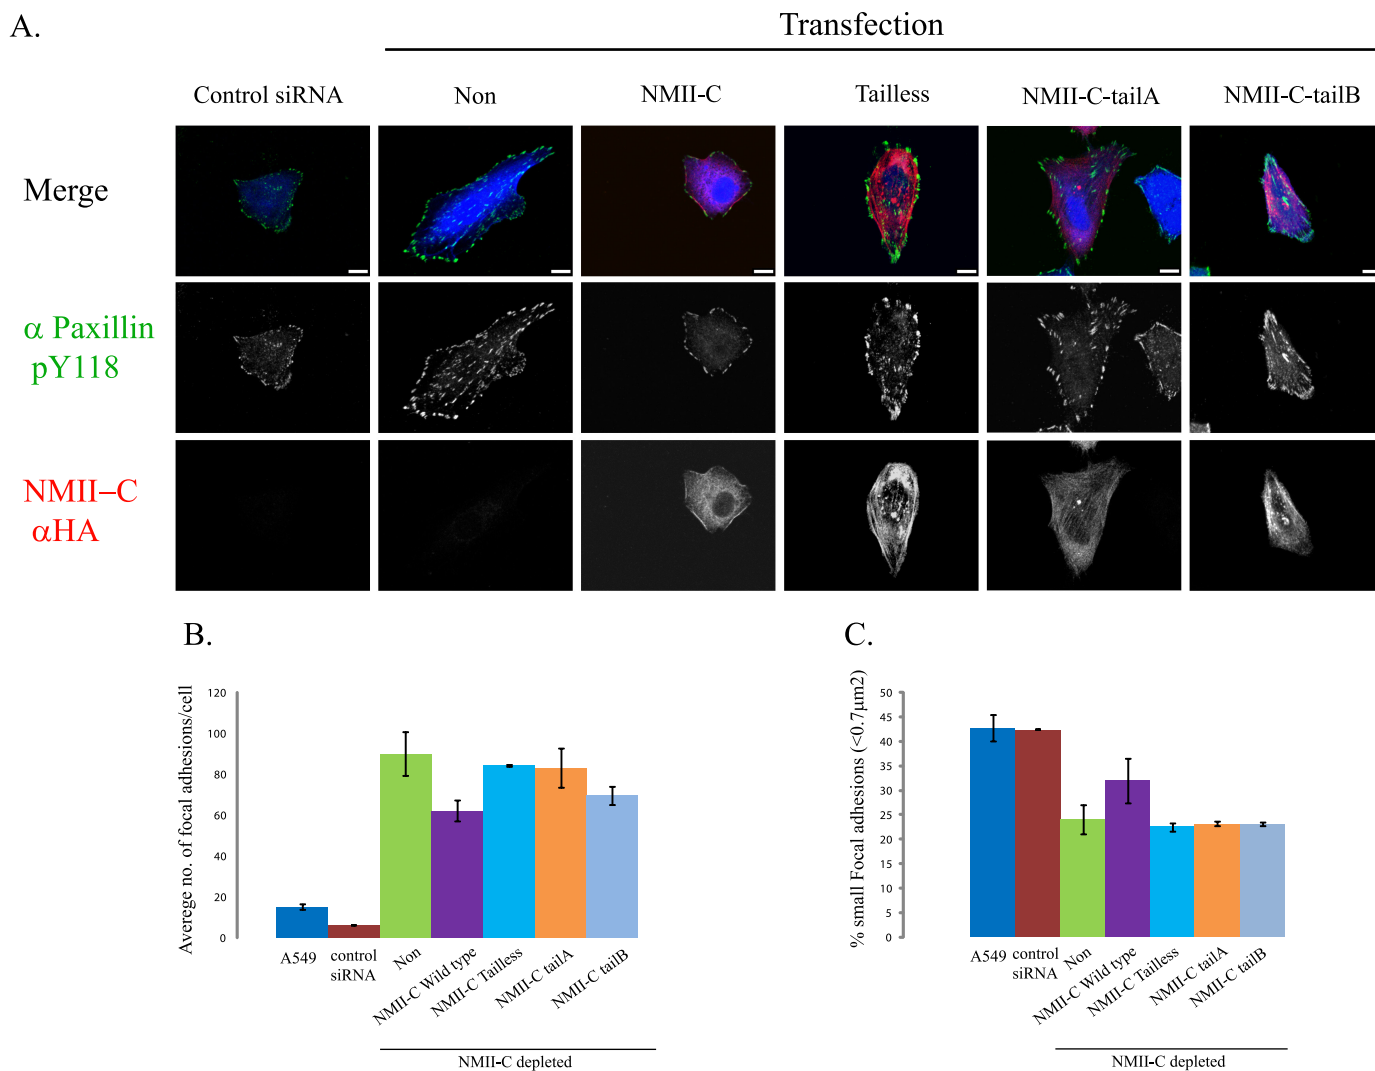 A.
Transfection
Control siRNA
Non
NMII-C
Tailless
NMII-C-tailA
NMII-C-tailB
Merge
α Paxillin
pY118
NMII–C
αHA
B.
Averege no. of focal adhesions/cell
120
100
80
60
40
20
0
A549
control
siRNA
Non
NMII-C Wild type
NMII-C Tailless
NMII-C tailA
NMII-C tailB
NMII-C depleted
C.
% small Focal adhesions (<0.7µm2)
50
45
40
35
30
25
20
15
10
5
0
A549
control
siRNA
Non
NMII-C Wild type
NMII-C Tailless
NMII-C tailA
NMII-C tailB
NMII-C depleted